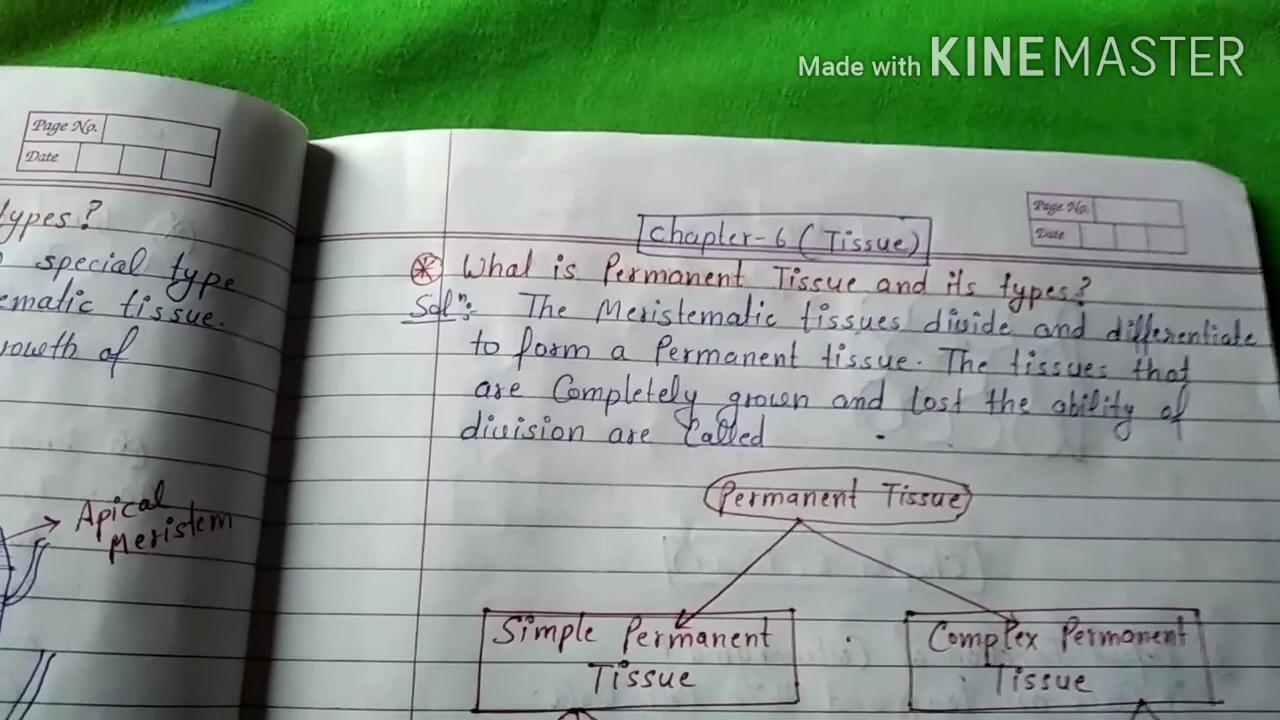 Made with KINEMASTER
Page No.
Date
types?
special type
ematic tissue.
rowth of
Apical
Meristem
Page No.
Date
Chapter-6 (Tissue)
What is Permanent Tissue and its types?
Solⁿ:- The Meristematic tissues divide and differentiate
to form a Permanent tissue. The tissues that
are Completely grown and lost the ability of
division are Called .
Permanent Tissue
Simple Permanent
Tissue
Complex Permanent
Tissue